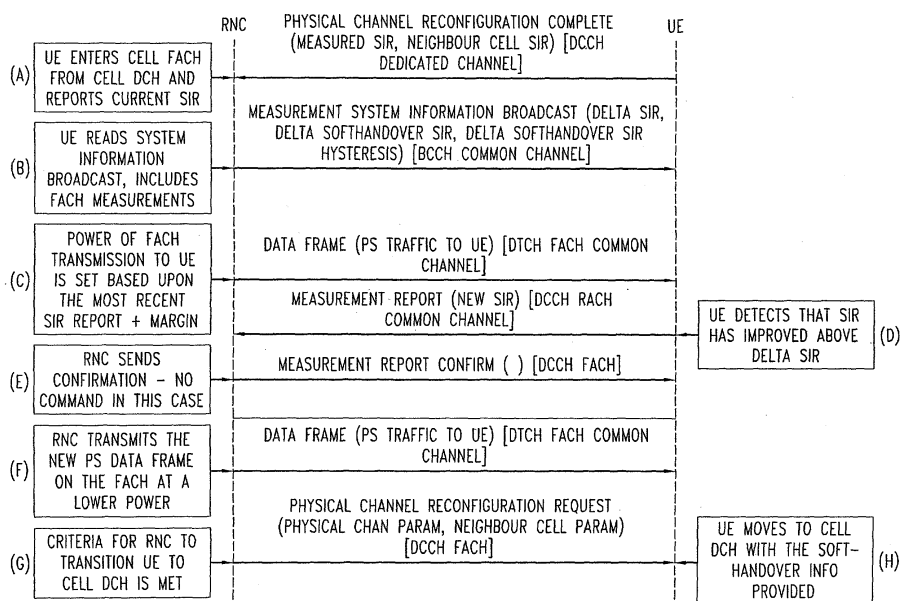 RNC
UE
PHYSICAL CHANNEL RECONFIGURATION COMPLETE
(MEASURED SIR, NEIGHBOUR CELL SIR) [DCCH
DEDICATED CHANNEL]
(A)
UE ENTERS CELL FACH
FROM CELL DCH AND
REPORTS CURRENT SIR
MEASUREMENT SYSTEM INFORMATION BROADCAST (DELTA SIR,
DELTA SOFTHANDOVER SIR, DELTA SOFTHANDOVER SIR
HYSTERESIS) [BCCH COMMON CHANNEL]
(B)
UE READS SYSTEM
INFORMATION
BROADCAST, INCLUDES
FACH MEASUREMENTS
(C)
POWER OF FACH
TRANSMISSION TO UE
IS SET BASED UPON
THE MOST RECENT
SIR REPORT + MARGIN
DATA FRAME (PS TRAFFIC TO UE) [DTCH FACH COMMON
CHANNEL]
MEASUREMENT REPORT (NEW SIR) [DCCH RACH
COMMON CHANNEL]
UE DETECTS THAT SIR
HAS IMPROVED ABOVE
DELTA SIR
(D)
(E)
RNC SENDS
CONFIRMATION – NO
COMMAND IN THIS CASE
MEASUREMENT REPORT CONFIRM ( ) [DCCH FACH]
(F)
RNC TRANSMITS THE
NEW PS DATA FRAME
ON THE FACH AT A
LOWER POWER
DATA FRAME (PS TRAFFIC TO UE) [DTCH FACH COMMON
CHANNEL]
PHYSICAL CHANNEL RECONFIGURATION REQUEST
(PHYSICAL CHAN PARAM, NEIGHBOUR CELL PARAM)
[DCCH FACH]
(G)
CRITERIA FOR RNC TO
TRANSITION UE TO
CELL DCH IS MET
UE MOVES TO CELL
DCH WITH THE SOFT-
HANDOVER INFO
PROVIDED
(H)